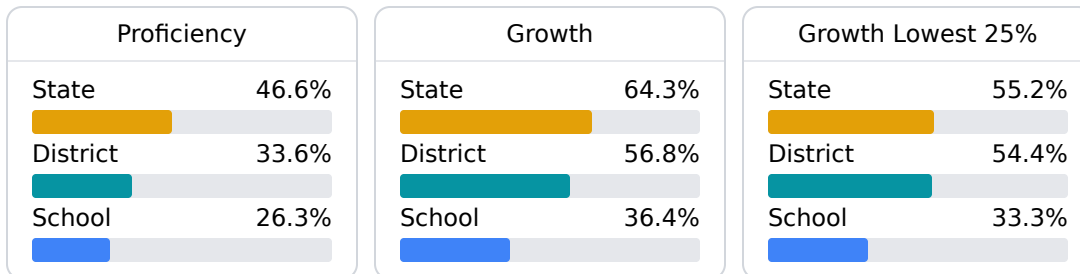 Proficiency
State 46.6%
District 33.6%
School 26.3%
Growth
State 64.3%
District 56.8%
School 36.4%
Growth Lowest 25%
State 55.2%
District 54.4%
School 33.3%